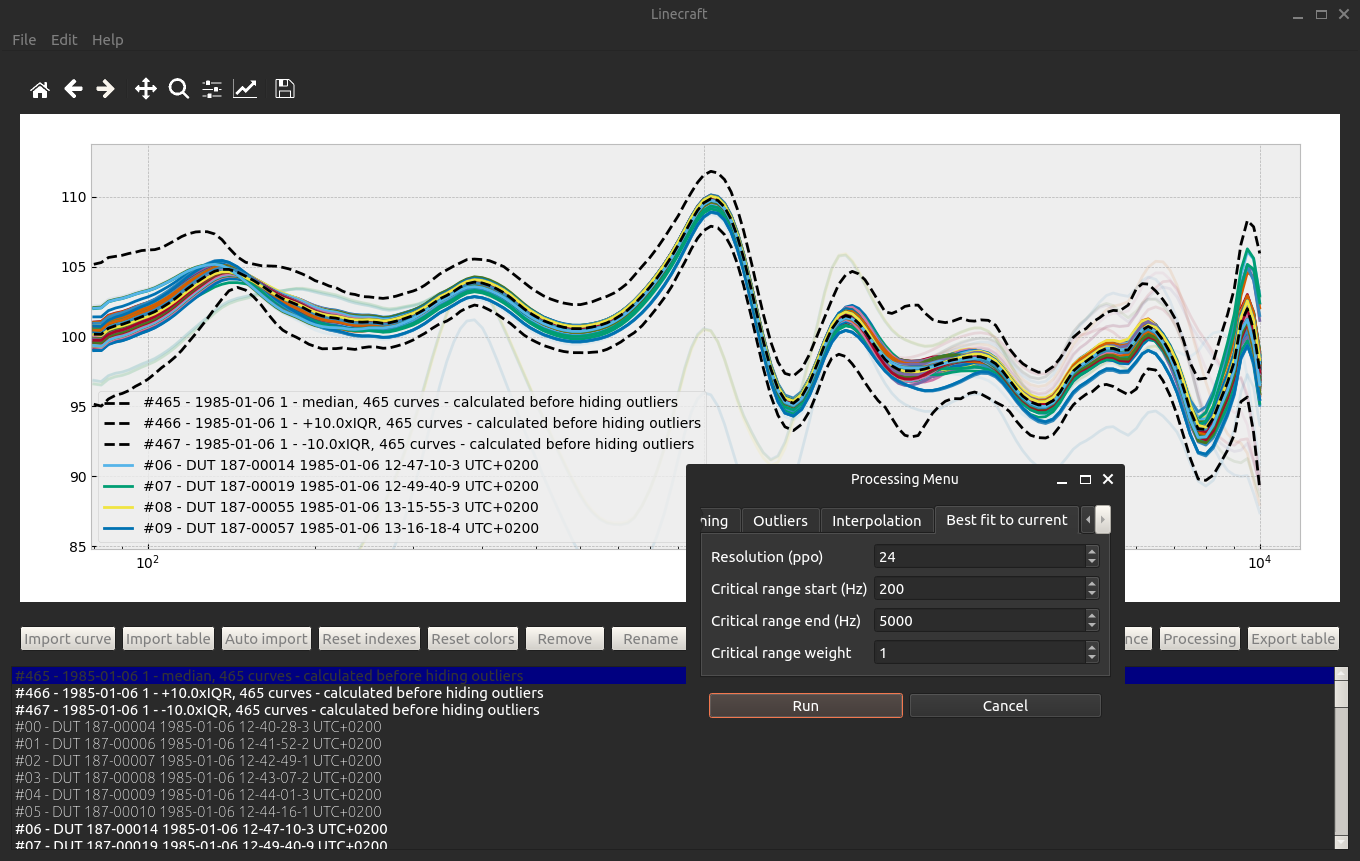 Linecraft
File Edit Help
110
105
100
95
90
85
10²
10⁴
#465 - 1985-01-06 1 - median, 465 curves - calculated before hiding outliers
#466 - 1985-01-06 1 - +10.0xIQR, 465 curves - calculated before hiding outliers
#467 - 1985-01-06 1 - -10.0xIQR, 465 curves - calculated before hiding outliers
#06 - DUT 187-00014 1985-01-06 12-47-10-3 UTC+0200
#07 - DUT 187-00019 1985-01-06 12-49-40-9 UTC+0200
#08 - DUT 187-00055 1985-01-06 13-15-55-3 UTC+0200
#09 - DUT 187-00057 1985-01-06 13-16-18-4 UTC+0200
Processing Menu
ning Outliers Interpolation Best fit to current
Resolution (ppo) 24
Critical range start (Hz) 200
Critical range end (Hz) 5000
Critical range weight 1
Run Cancel
Import curve Import table Auto import Reset indexes Reset colors Remove Rename nce Processing Export table
#465 - 1985-01-06 1 - median, 465 curves - calculated before hiding outliers
#466 - 1985-01-06 1 - +10.0xIQR, 465 curves - calculated before hiding outliers
#467 - 1985-01-06 1 - -10.0xIQR, 465 curves - calculated before hiding outliers
#00 - DUT 187-00004 1985-01-06 12-40-28-3 UTC+0200
#01 - DUT 187-00006 1985-01-06 12-41-52-2 UTC+0200
#02 - DUT 187-00007 1985-01-06 12-42-49-1 UTC+0200
#03 - DUT 187-00008 1985-01-06 12-43-07-2 UTC+0200
#04 - DUT 187-00009 1985-01-06 12-44-01-3 UTC+0200
#05 - DUT 187-00010 1985-01-06 12-44-16-1 UTC+0200
#06 - DUT 187-00014 1985-01-06 12-47-10-3 UTC+0200
#07 - DUT 187-00019 1985-01-06 12-49-40-9 UTC+0200